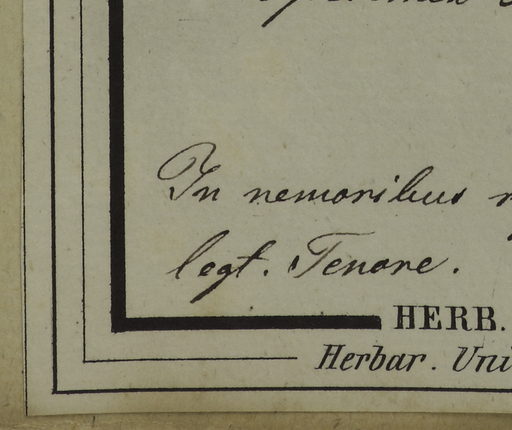 In nemoribus
legt. Tenore.
HERB.
Herbar. Uni